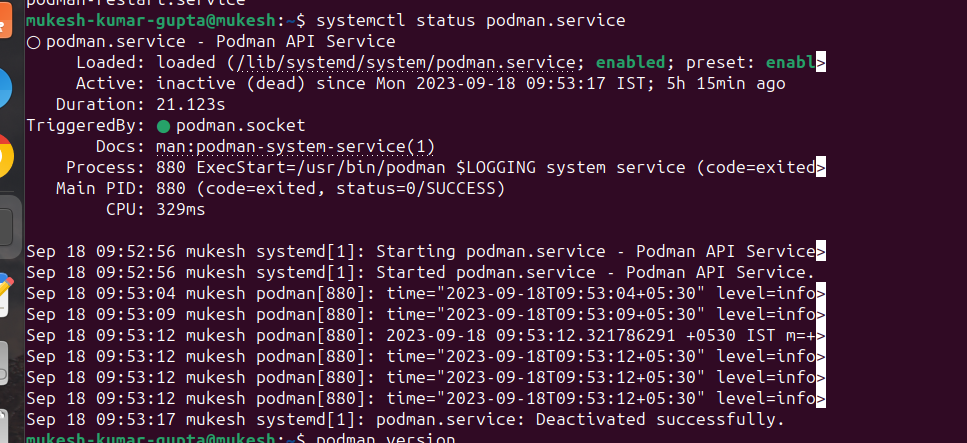 podman-restart.service
mukesh-kumar-gupta@mukesh:~$ systemctl status podman.service
○ podman.service - Podman API Service
     Loaded: loaded (/lib/systemd/system/podman.service; enabled; preset: enabl>
     Active: inactive (dead) since Mon 2023-09-18 09:53:17 IST; 5h 15min ago
   Duration: 21.123s
TriggeredBy: ● podman.socket
       Docs: man:podman-system-service(1)
    Process: 880 ExecStart=/usr/bin/podman $LOGGING system service (code=exited>
   Main PID: 880 (code=exited, status=0/SUCCESS)
        CPU: 329ms
Sep 18 09:52:56 mukesh systemd[1]: Starting podman.service - Podman API Service>
Sep 18 09:52:56 mukesh systemd[1]: Started podman.service - Podman API Service.
Sep 18 09:53:04 mukesh podman[880]: time="2023-09-18T09:53:04+05:30" level=info>
Sep 18 09:53:09 mukesh podman[880]: time="2023-09-18T09:53:09+05:30" level=info>
Sep 18 09:53:12 mukesh podman[880]: 2023-09-18 09:53:12.321786291 +0530 IST m=+>
Sep 18 09:53:12 mukesh podman[880]: time="2023-09-18T09:53:12+05:30" level=info>
Sep 18 09:53:12 mukesh podman[880]: time="2023-09-18T09:53:12+05:30" level=info>
Sep 18 09:53:12 mukesh podman[880]: time="2023-09-18T09:53:12+05:30" level=info>
Sep 18 09:53:17 mukesh systemd[1]: podman.service: Deactivated successfully.
mukesh-kumar-gupta@mukesh:~$ podman version